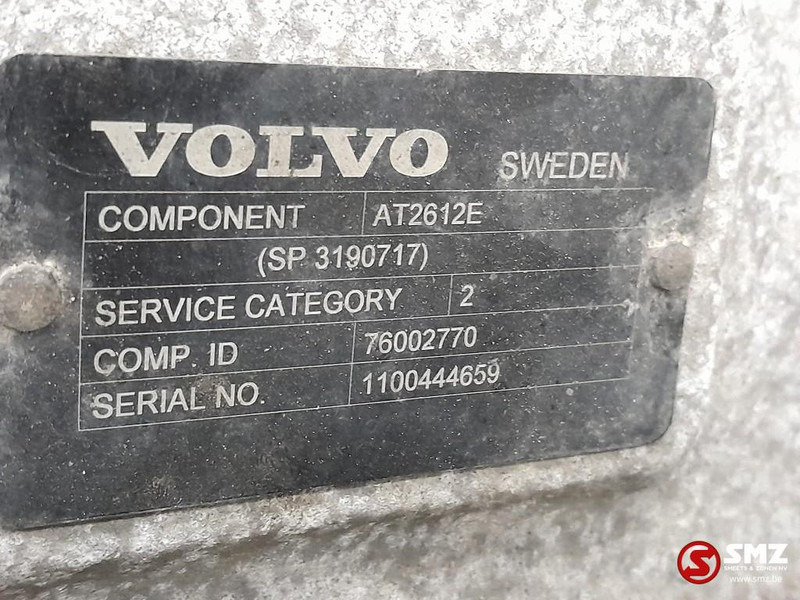 VOLVO SWEDEN
COMPONENT AT2612E
(SP 3190717)
SERVICE CATEGORY 2
COMP. ID 76002770
SERIAL NO. 1100444659
SMZ
SMEETS & ZONEN NV
www.smz.be